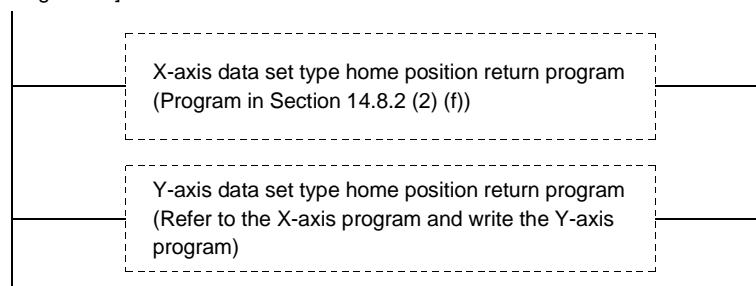 X-axis data set type home position return program
(Program in Section 14.8.2 (2) (f))
Y-axis data set type home position return program
(Refer to the X-axis program and write the Y-axis
program)